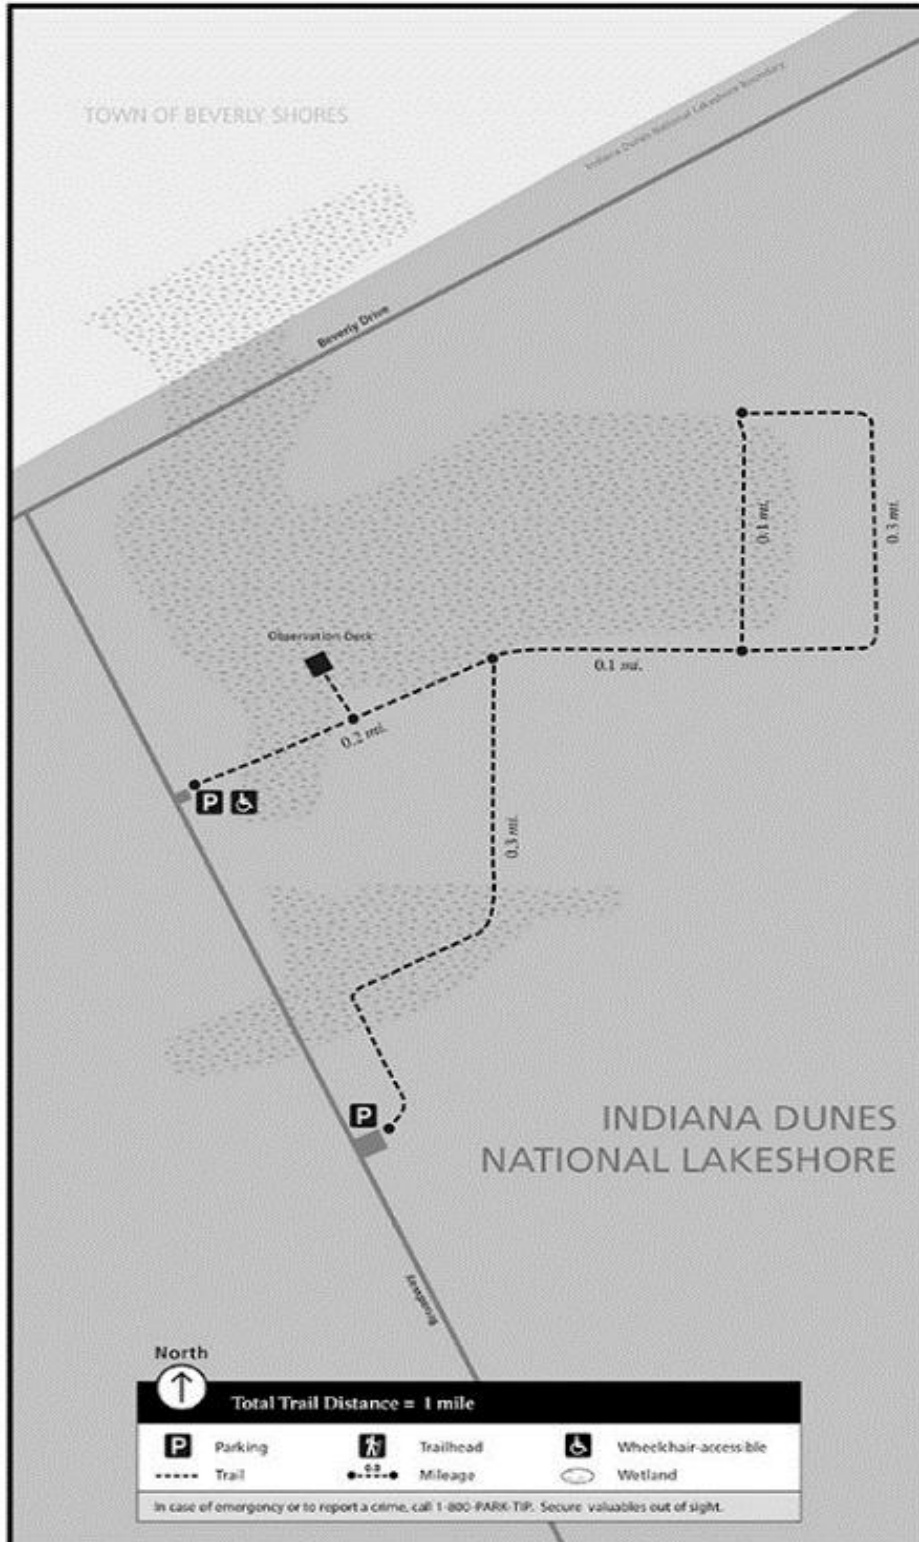 TOWN OF BEVERLY SHORES
Indiana Dunes National Lakeshore Boundary
Beverly Drive
0.1 mi.
0.3 mi.
Observation Deck
0.1 mi.
0.2 mi.
P
0.3 mi.
P
INDIANA DUNES
NATIONAL LAKESHORE
Broadway
North
Total Trail Distance = 1 mile
P Parking
Trailhead
Wheelchair-accessible
Trail
Mileage
Wetland
In case of emergency or to report a crime, call 1-800-PARK-TIP. Secure valuables out of sight.